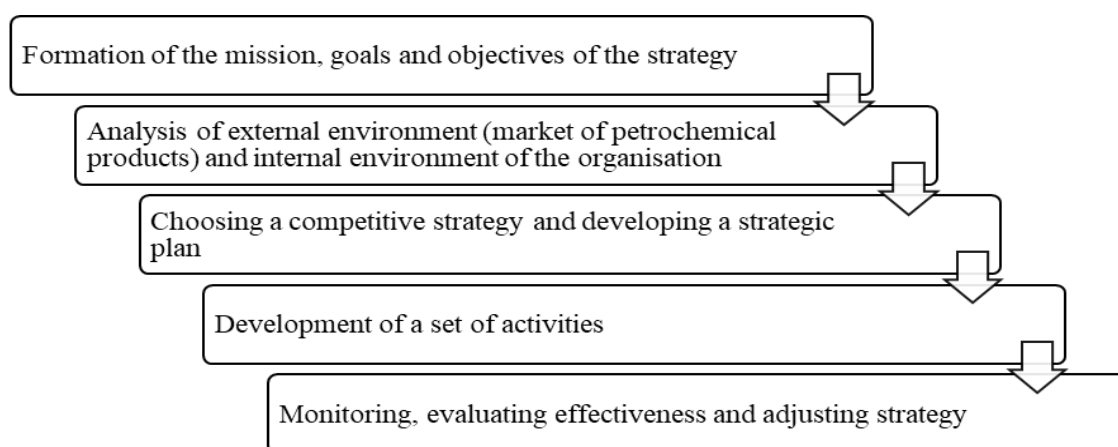 Formation of the mission, goals and objectives of the strategy
Analysis of external environment (market of petrochemical
products) and internal environment of the organisation
Choosing a competitive strategy and developing a strategic
plan
Development of a set of activities
Monitoring, evaluating effectiveness and adjusting strategy